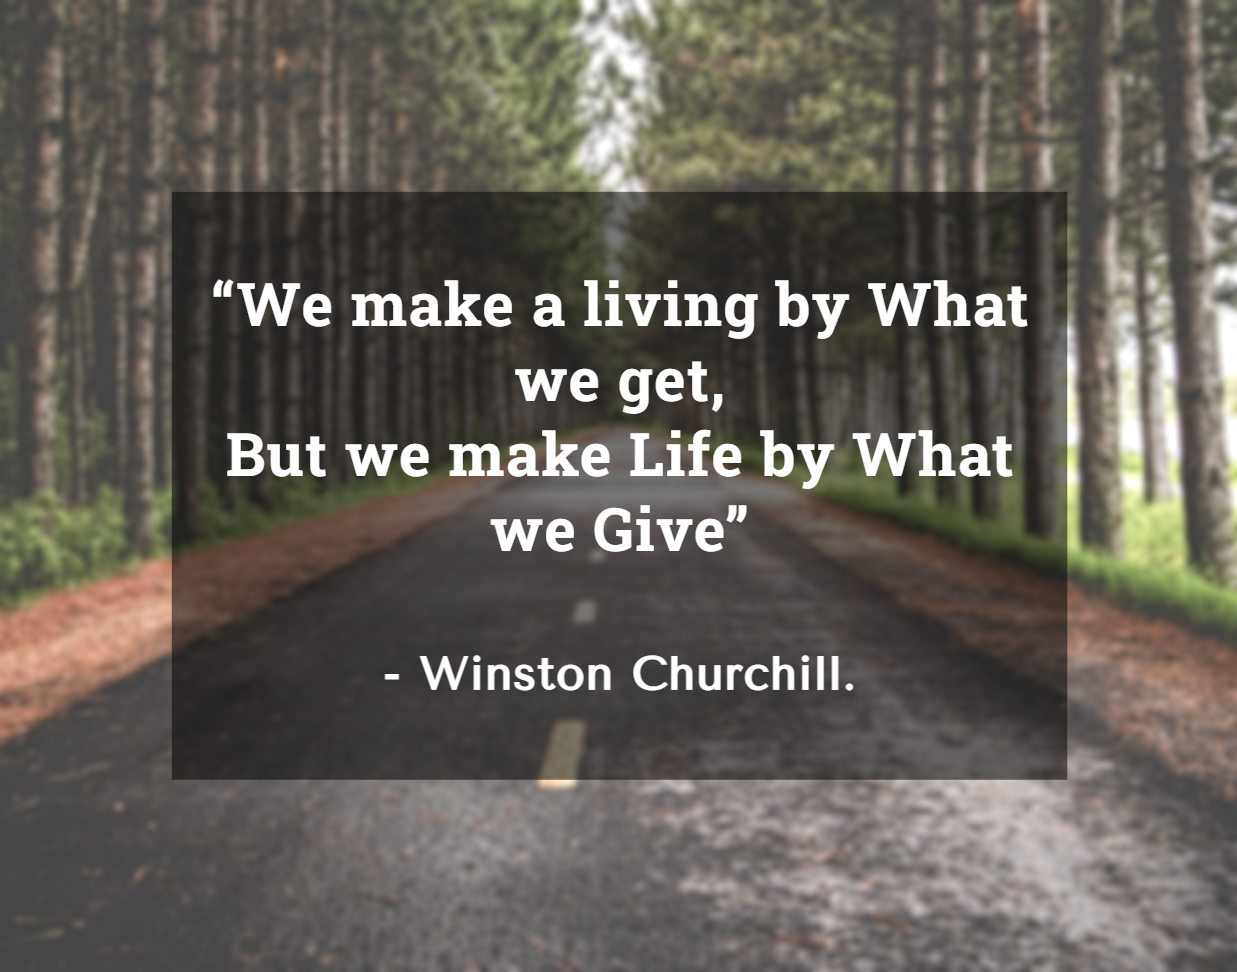 “We make a living by What
we get,
But we make Life by What
we Give”
- Winston Churchill.